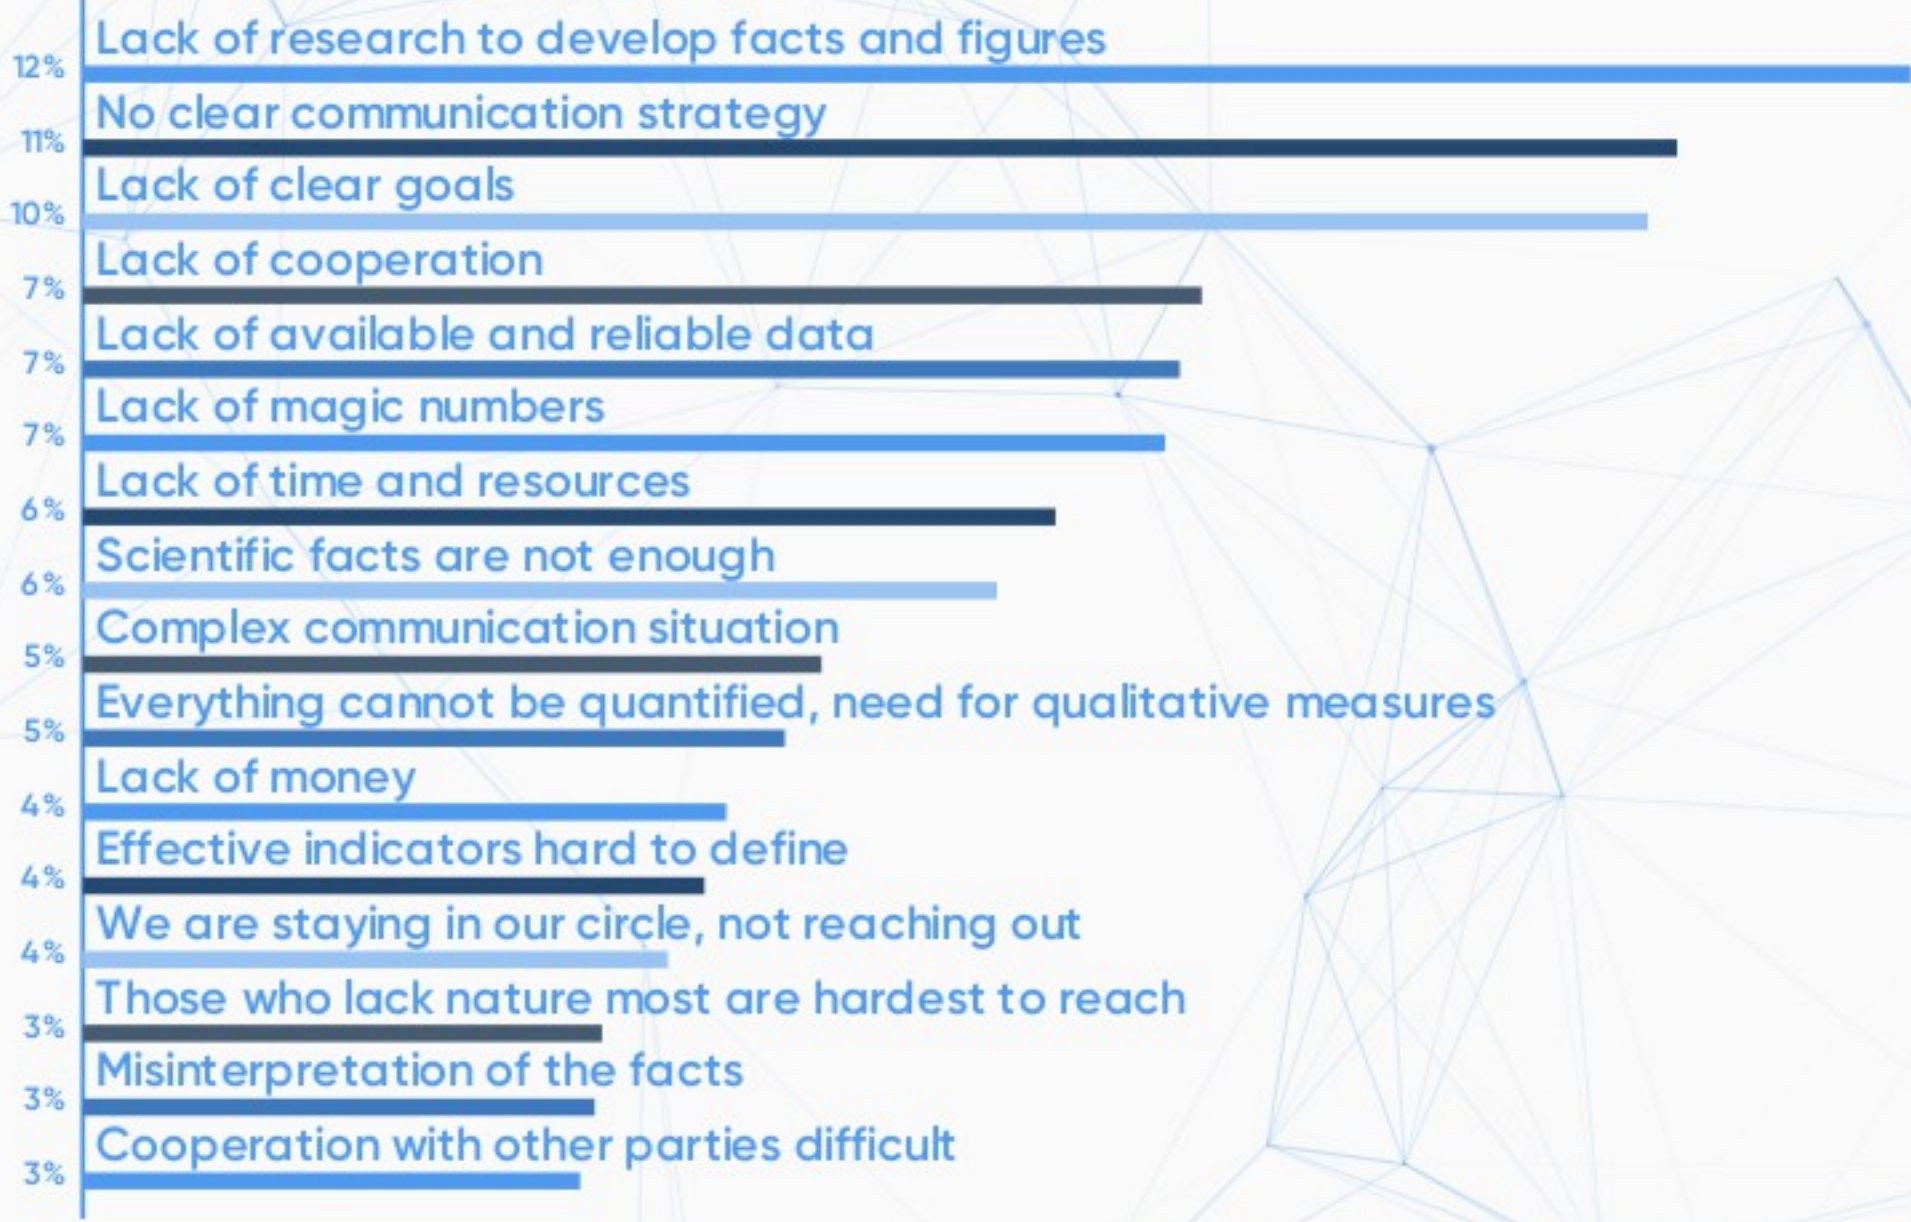 Lack of research to develop facts and figures
12%
No clear communication strategy
11%
Lack of clear goals
10%
Lack of cooperation
7%
Lack of available and reliable data
7%
Lack of magic numbers
7%
Lack of time and resources
6%
Scientific facts are not enough
6%
Complex communication situation
5%
Everything cannot be quantified, need for qualitative measures
5%
Lack of money
4%
Effective indicators hard to define
4%
We are staying in our circle, not reaching out
4%
Those who lack nature most are hardest to reach
3%
Misinterpretation of the facts
3%
Cooperation with other parties difficult
3%